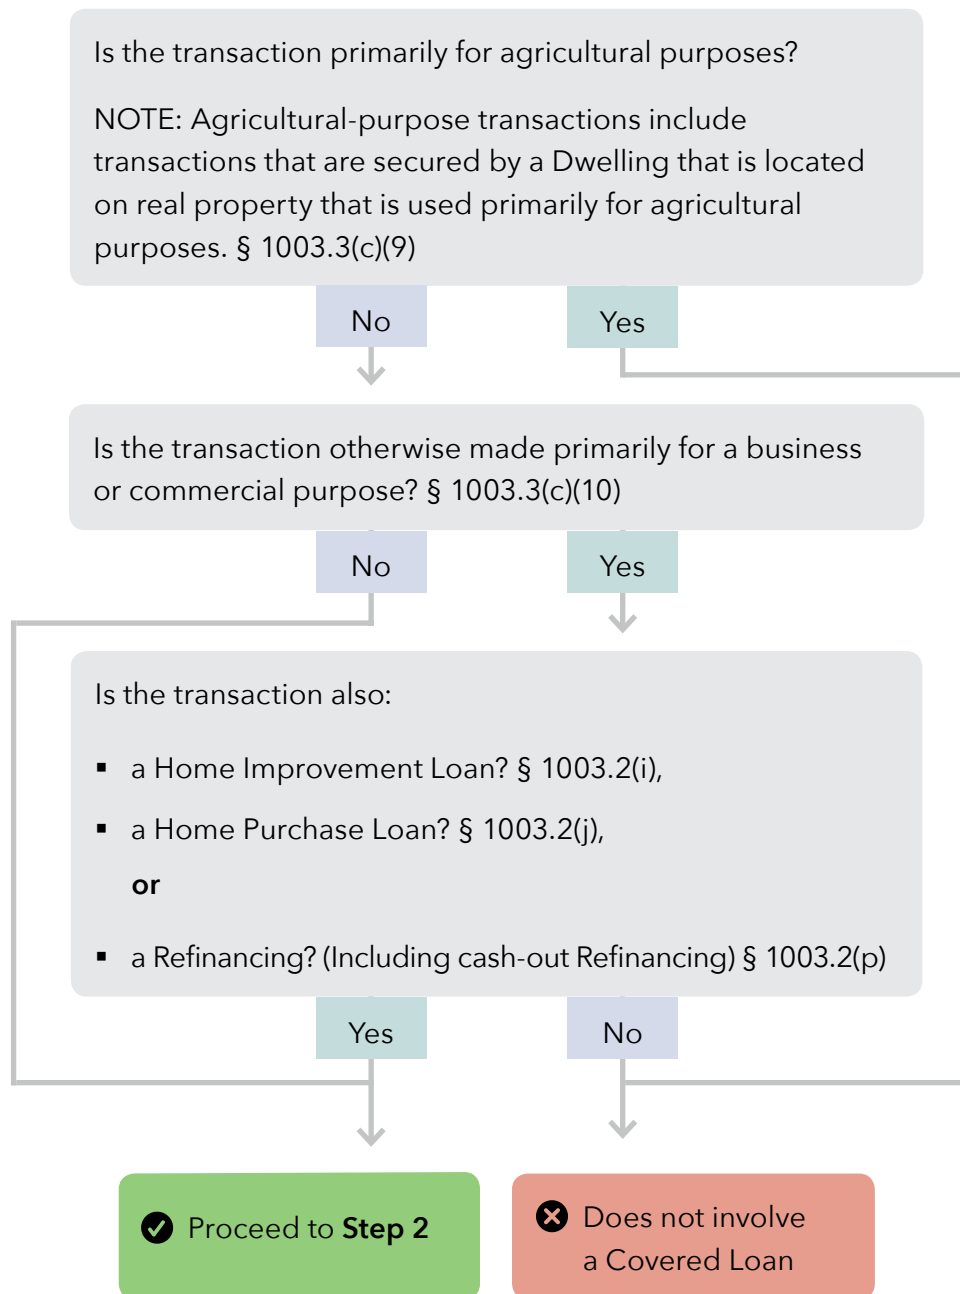 Is the transaction primarily for agricultural purposes?
NOTE: Agricultural-purpose transactions include
transactions that are secured by a Dwelling that is located
on real property that is used primarily for agricultural
purposes. § 1003.3(c)(9)
No
Yes
Is the transaction otherwise made primarily for a business
or commercial purpose? § 1003.3(c)(10)
No
Yes
Is the transaction also:
▪ a Home Improvement Loan? § 1003.2(i),
▪ a Home Purchase Loan? § 1003.2(j),
or
▪ a Refinancing? (Including cash-out Refinancing) § 1003.2(p)
Yes
No
Proceed to Step 2
Does not involve
a Covered Loan